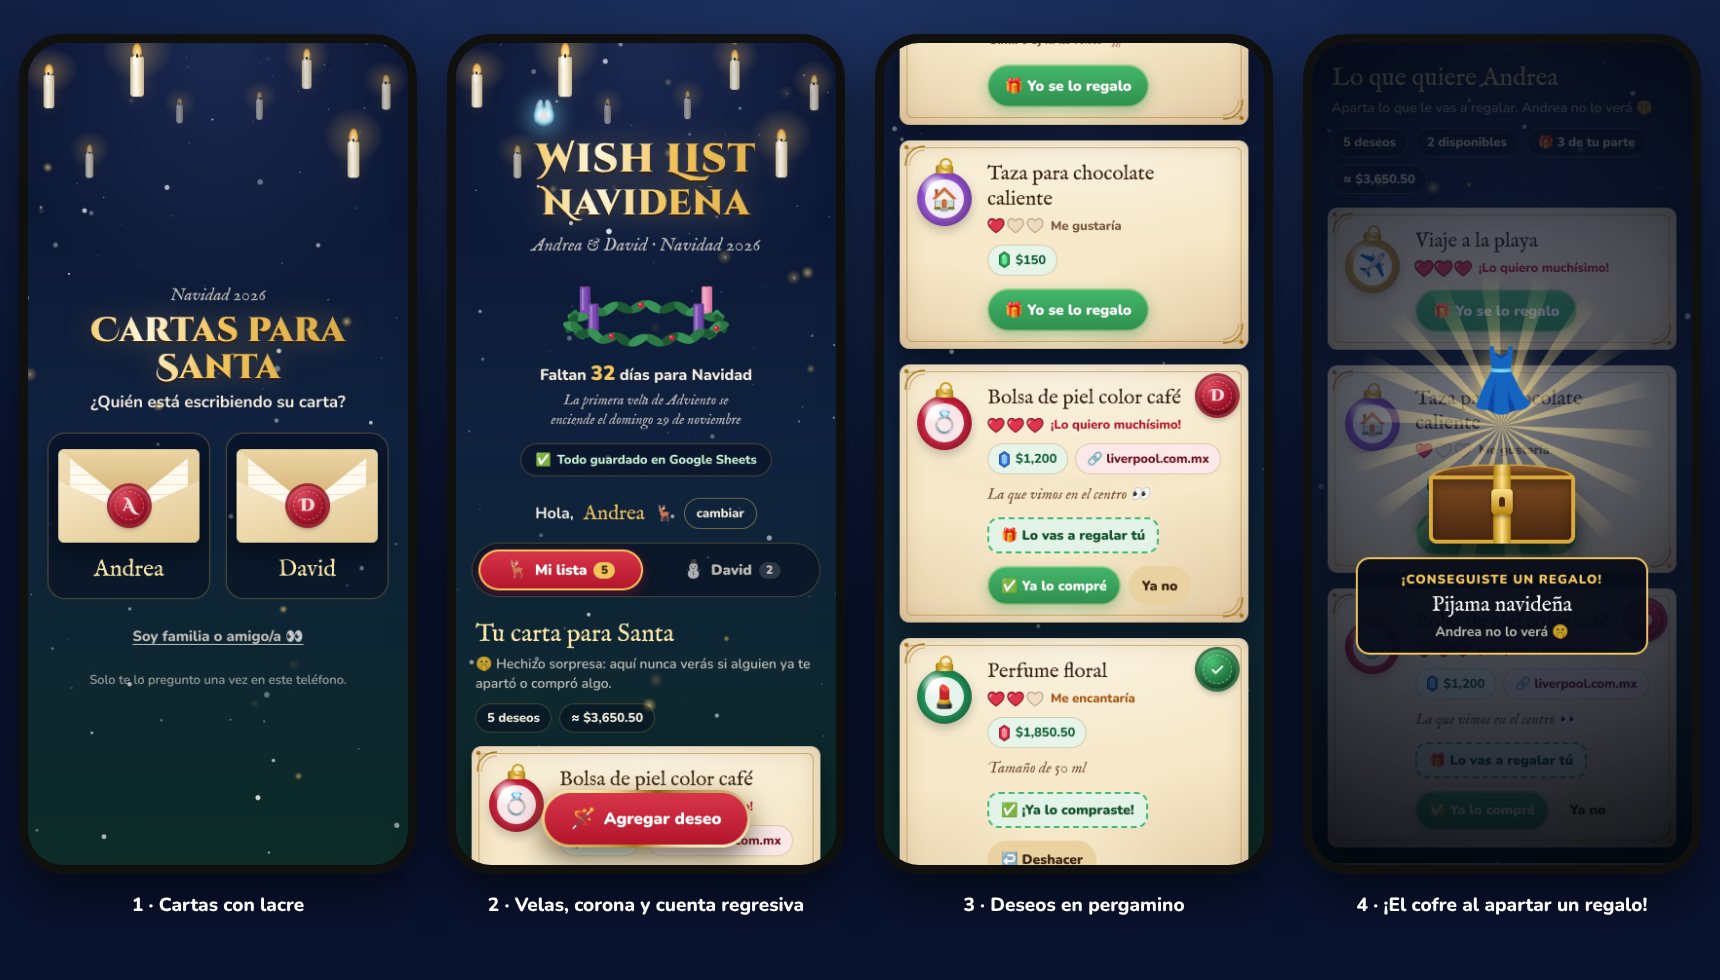 Navidad 2026
CARTAS PARA
SANTA
¿Quién está escribiendo su carta?
A
D
Andrea
David
Soy familia o amigo/a 👀
Solo te lo pregunto una vez en este teléfono.
1 · Cartas con lacre
WISH LIST
NAVIDEÑA
Andrea & David · Navidad 2026
Faltan 32 días para Navidad
La primera vela de Adviento se
enciende el domingo 29 de noviembre
✅ Todo guardado en Google Sheets
Hola, Andrea 🦌 cambiar
🦌 Mi lista 5
⛄ David 2
Tu carta para Santa
🤫 Hechizo sorpresa: aquí nunca verás si alguien ya te
apartó o compró algo.
5 deseos
≈ $3,650.50
Bolsa de piel color café
Agregar deseo
om.mx
2 · Velas, corona y cuenta regresiva
🎁 Yo se lo regalo
Taza para chocolate
caliente
Me gustaría
$150
🎁 Yo se lo regalo
Bolsa de piel color café
D
¡Lo quiero muchísimo!
$1,200
🔗 liverpool.com.mx
La que vimos en el centro 👀
🎁 Lo vas a regalar tú
✅ Ya lo compré
Ya no
Perfume floral
Me encantaría
$1,850.50
Tamaño de 50 ml
✅ ¡Ya lo compraste!
↩️ Deshacer
3 · Deseos en pergamino
Lo que quiere Andrea
Aparta lo que le vas a regalar. Andrea no lo verá 🤫
5 deseos
2 disponibles
🎁 3 de tu parte
≈ $3,650.50
Viaje a la playa
¡Lo quiero muchísimo!
🎁 Yo se lo regalo
caliente
Me gustaría
¡CONSEGUISTE UN REGALO!
Pijama navideña
Andrea no lo verá 🤫
$1,200
🔗 liverpool.com.mx
La que vimos en el centro 👀
🎁 Lo vas a regalar tú
✅ Ya lo compré
Ya no
4 · ¡El cofre al apartar un regalo!